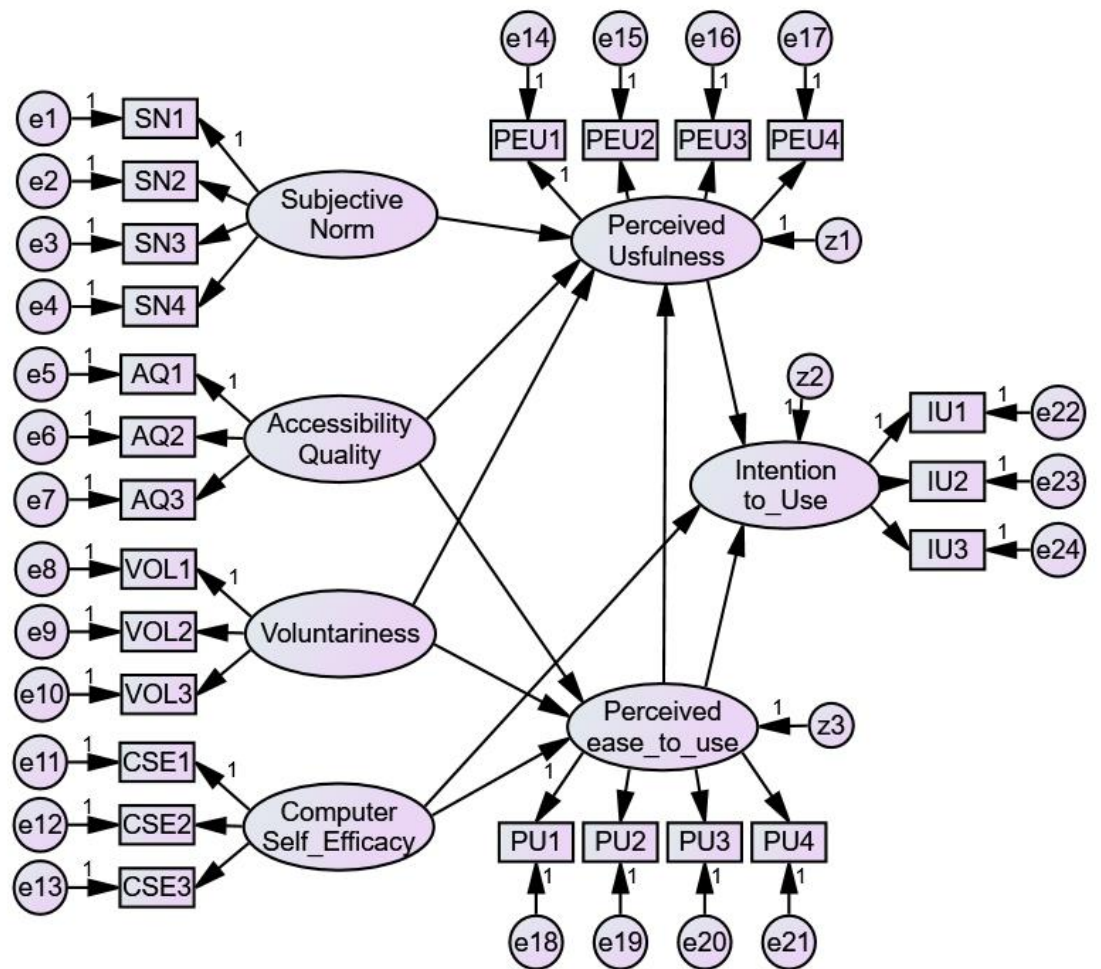 e14 e15 e16 e17
1 1 1 1
PEU1 PEU2 PEU3 PEU4
1
e1 1 SN1 1
e2 1 SN2
e3 1 SN3
e4 1 SN4
Subjective
Norm
Perceived
Usfulness
1 z1
e5 1 AQ1 1
e6 1 AQ2
e7 1 AQ3
Accessibility
Quality
z2
1
Intention
to_Use
1 IU1 1 e22
IU2 1 e23
IU3 1 e24
e8 1 VOL1 1
e9 1 VOL2
e10 1 VOL3
Voluntariness
Perceived
ease_to_use
1 z3
e11 1 CSE1 1
e12 1 CSE2
e13 1 CSE3
Computer
Self_Efficacy
1
PU1 PU2 PU3 PU4
1 1 1 1
e18 e19 e20 e21